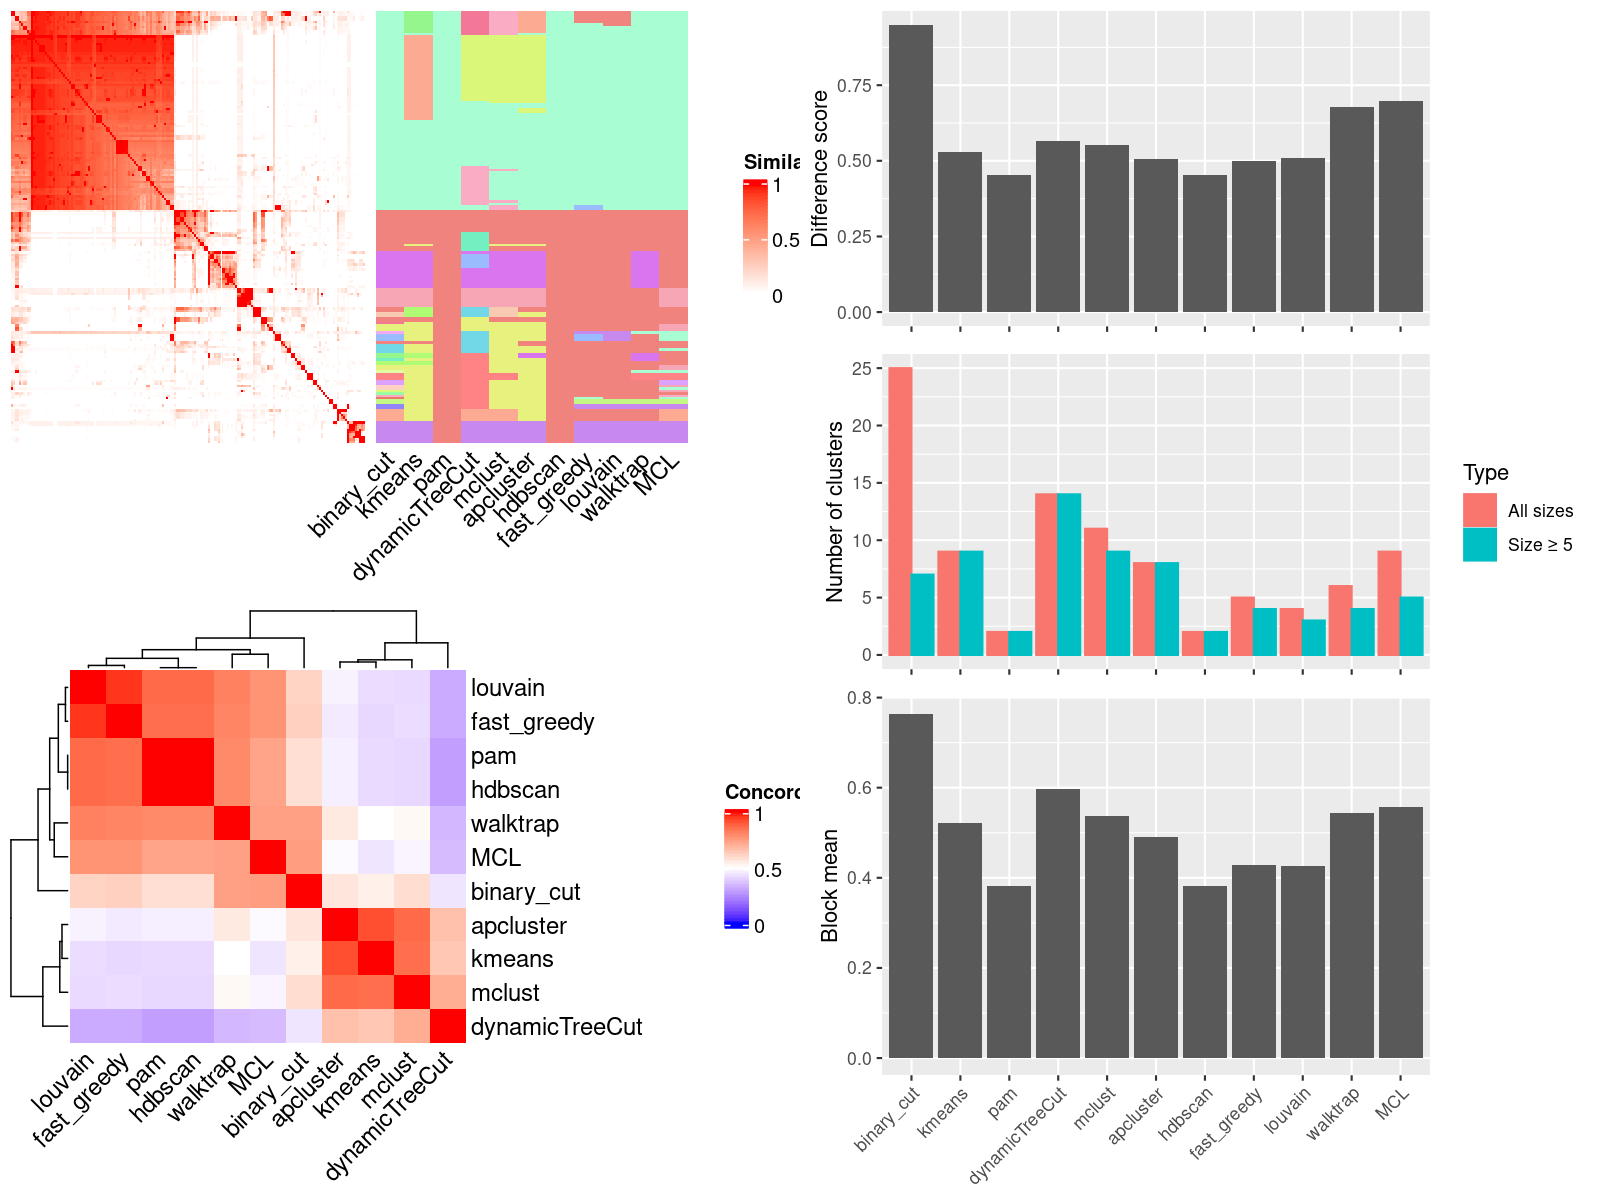 Simila
1
0.5
0
binary_cut
kmeans
pam
dynamicTreeCut
mclust
apcluster
hdbscan
fast_greedy
louvain
walktrap
MCL
louvain
fast_greedy
pam
hdbscan
walktrap
MCL
binary_cut
apcluster
kmeans
mclust
dynamicTreeCut
Concord
1
0.5
0
louvain
fast_greedy
pam
hdbscan
walktrap
MCL
binary_cut
apcluster
kmeans
mclust
dynamicTreeCut
Difference score
0.75
0.50
0.25
0.00
Number of clusters
25
20
15
10
5
0
Type
All sizes
Size ≥ 5
Block mean
0.8
0.6
0.4
0.2
0.0
binary_cut
kmeans
pam
dynamicTreeCut
mclust
apcluster
hdbscan
fast_greedy
louvain
walktrap
MCL